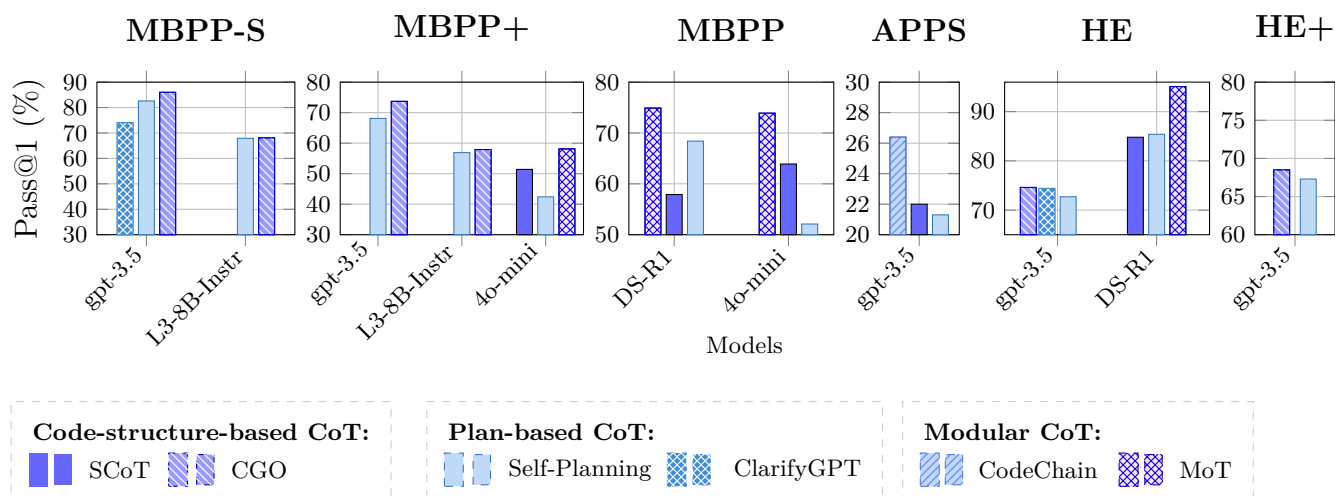 MBPP-S MBPP+ MBPP APPS HE HE+
Pass@1 (%)
90
80
70
60
50
40
30
gpt-3.5
L3-8B-Instr
80
70
60
50
40
30
gpt-3.5
L3-8B-Instr
4o-mini
80
70
60
50
DS-R1
4o-mini
30
28
26
24
22
20
gpt-3.5
90
80
70
gpt-3.5
DS-R1
80
75
70
65
60
gpt-3.5
Models
Code-structure-based CoT:
SCoT CGO
Plan-based CoT:
Self-Planning ClarifyGPT
Modular CoT:
CodeChain MoT